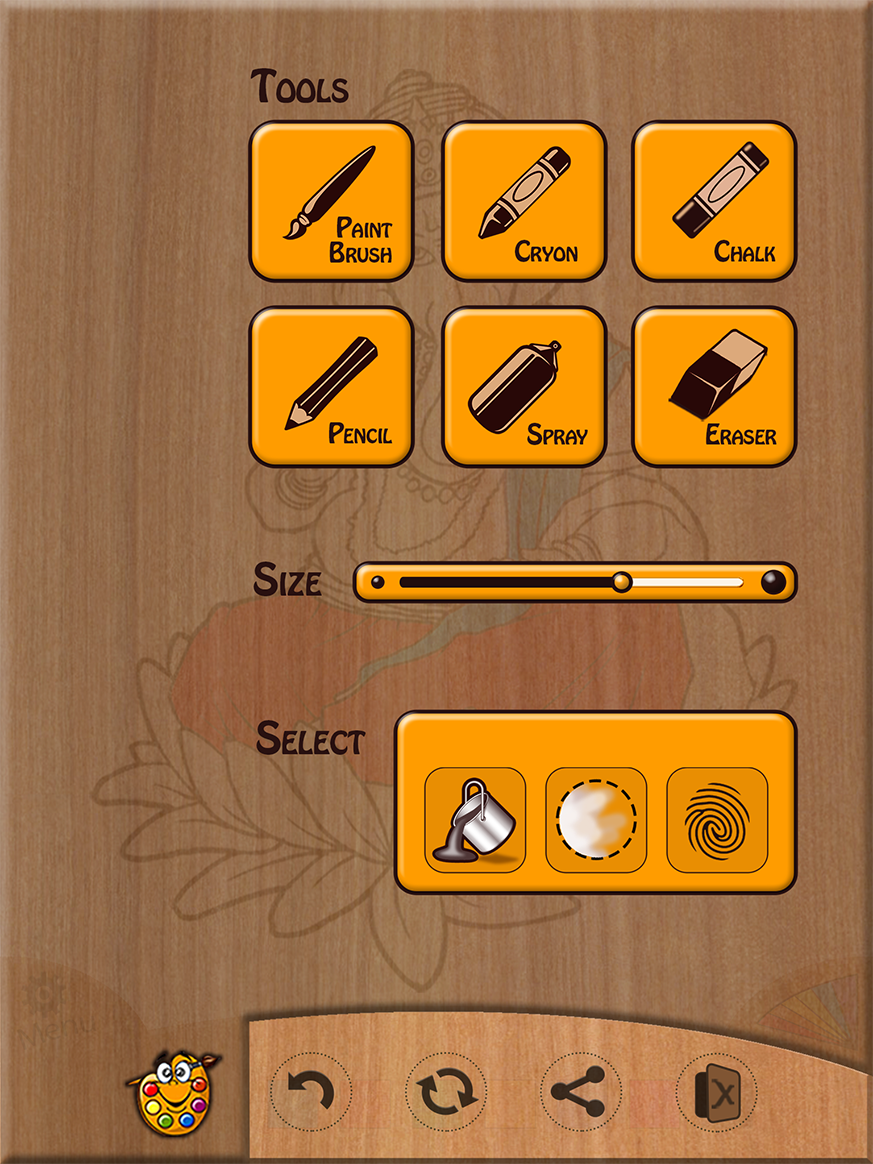 Tools
Paint
Brush
Cryon
Chalk
Pencil
Spray
Eraser
Size
Select
X